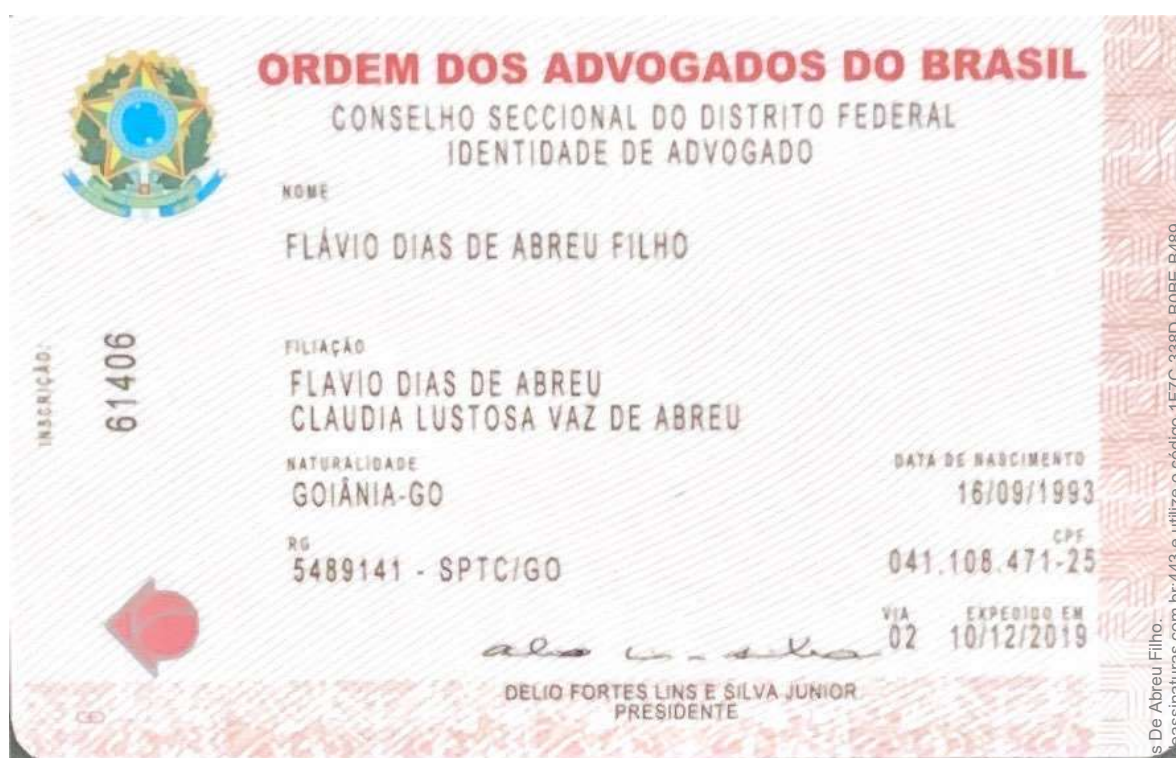 ORDEM DOS ADVOGADOS DO BRASIL
CONSELHO SECCIONAL DO DISTRITO FEDERAL
IDENTIDADE DE ADVOGADO
NOME
FLÁVIO DIAS DE ABREU FILHO
INSCRIÇÃO:
61406
FILIAÇÃO
FLAVIO DIAS DE ABREU
CLAUDIA LUSTOSA VAZ DE ABREU
NATURALIDADE
GOIÂNIA-GO
DATA DE NASCIMENTO
16/09/1993
RG
5489141 - SPTC/GO
CPF
041.108.471-25
VIA
02
EXPEDIDO EM
10/12/2019
DELIO FORTES LINS E SILVA JUNIOR
PRESIDENTE
s De Abreu Filho.
e utilize o código